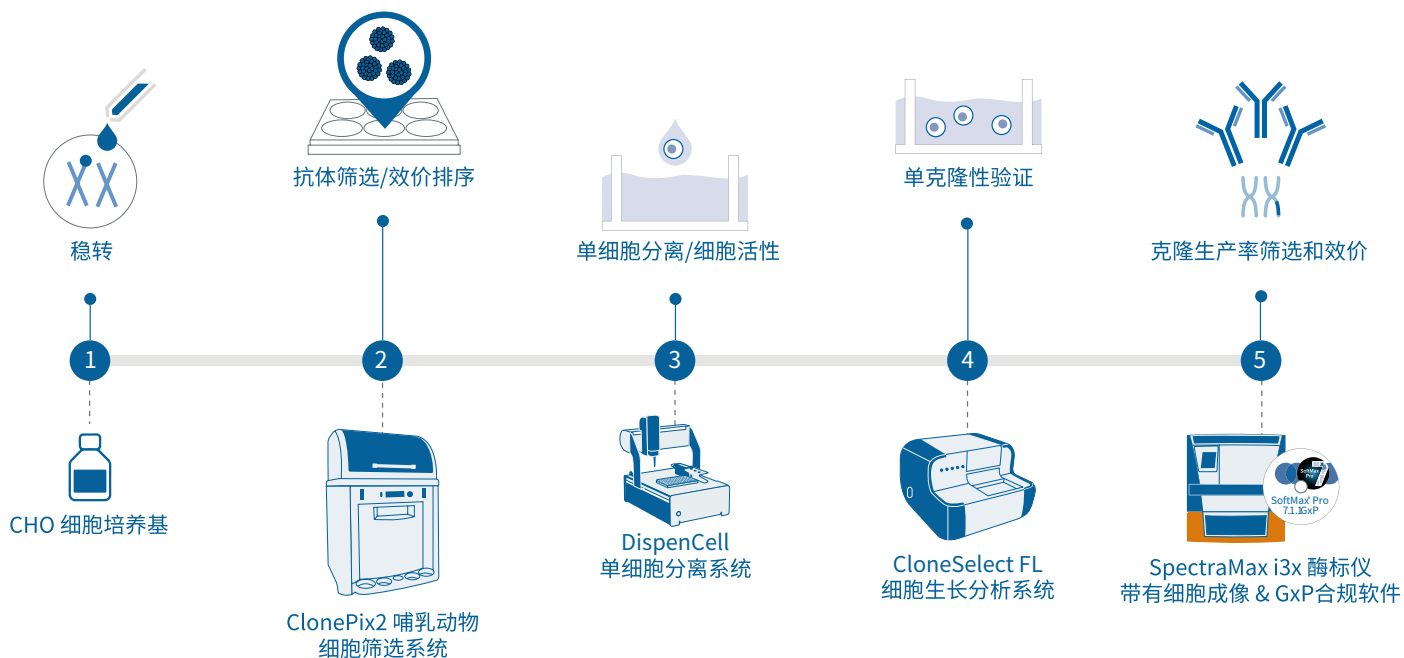 稳转
抗体筛选/效价排序
单细胞分离/细胞活性
单克隆性验证
克隆生产率筛选和效价
1
2
3
4
5
CHO 细胞培养基
ClonePix2 哺乳动物
细胞筛选系统
DispenCell
单细胞分离系统
CloneSelect FL
细胞生长分析系统
SoftMax
Pro
7
SoftMax® Pro
7.1.1GxP
SpectraMax i3x 酶标仪
带有细胞成像 & GxP合规软件